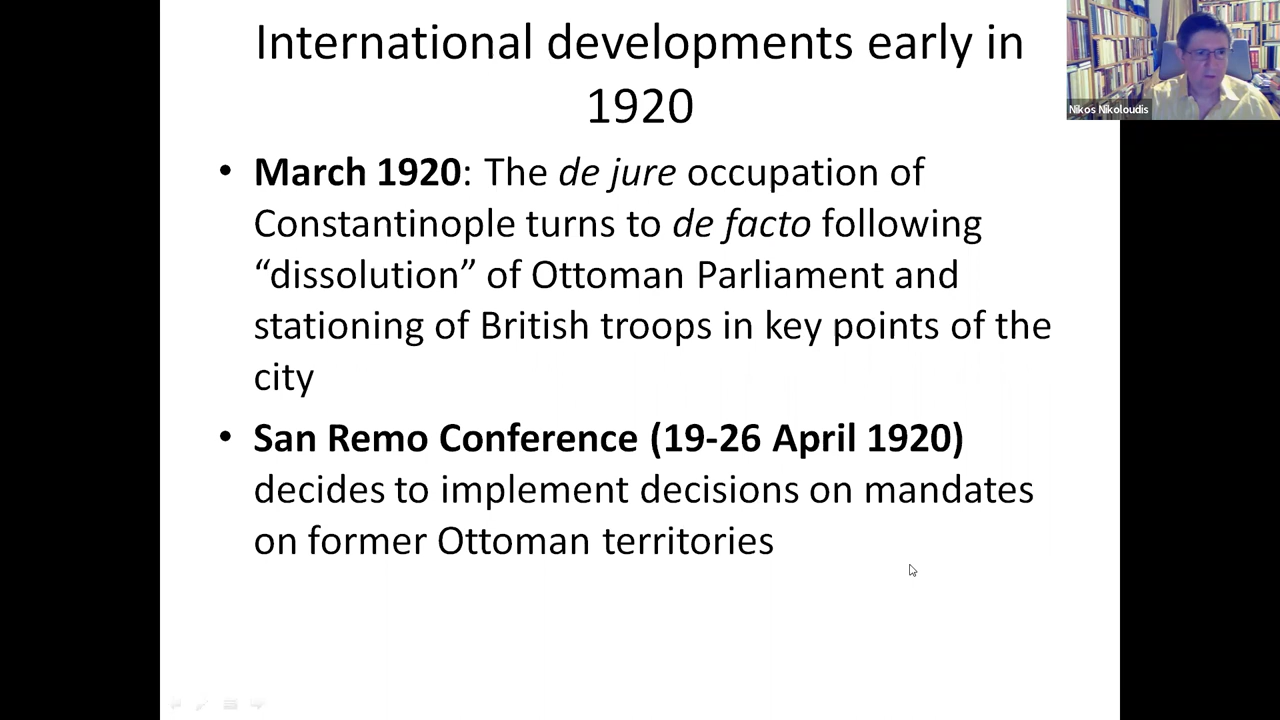 International developments early in
1920
Nikos Nikoloudis
• March 1920: The de jure occupation of
Constantinople turns to de facto following
“dissolution” of Ottoman Parliament and
stationing of British troops in key points of the
city
• San Remo Conference (19-26 April 1920)
decides to implement decisions on mandates
on former Ottoman territories